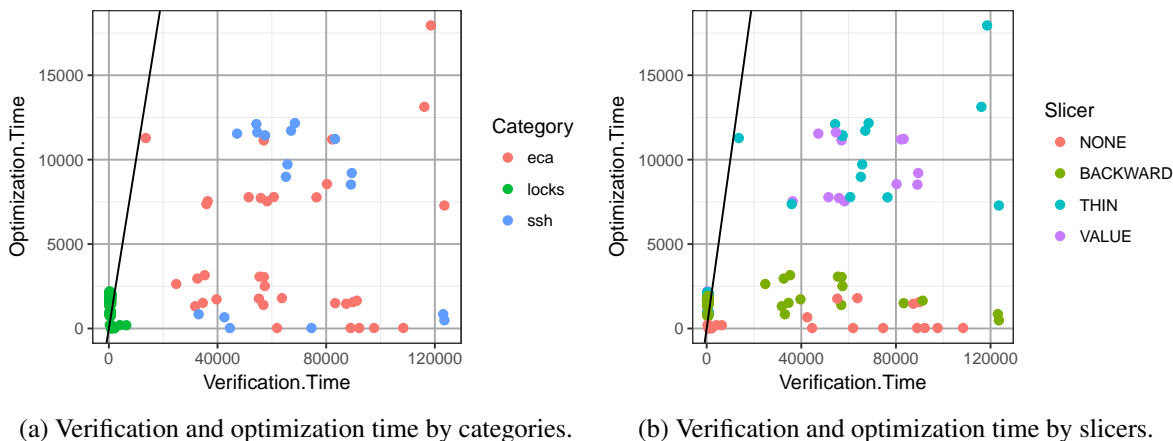 15000
10000
5000
0
Optimization.Time
0 40000 80000 120000
Verification.Time
Category
eca
locks
ssh
(a) Verification and optimization time by categories.
15000
10000
5000
0
Optimization.Time
0 40000 80000 120000
Verification.Time
Slicer
NONE
BACKWARD
THIN
VALUE
(b) Verification and optimization time by slicers.